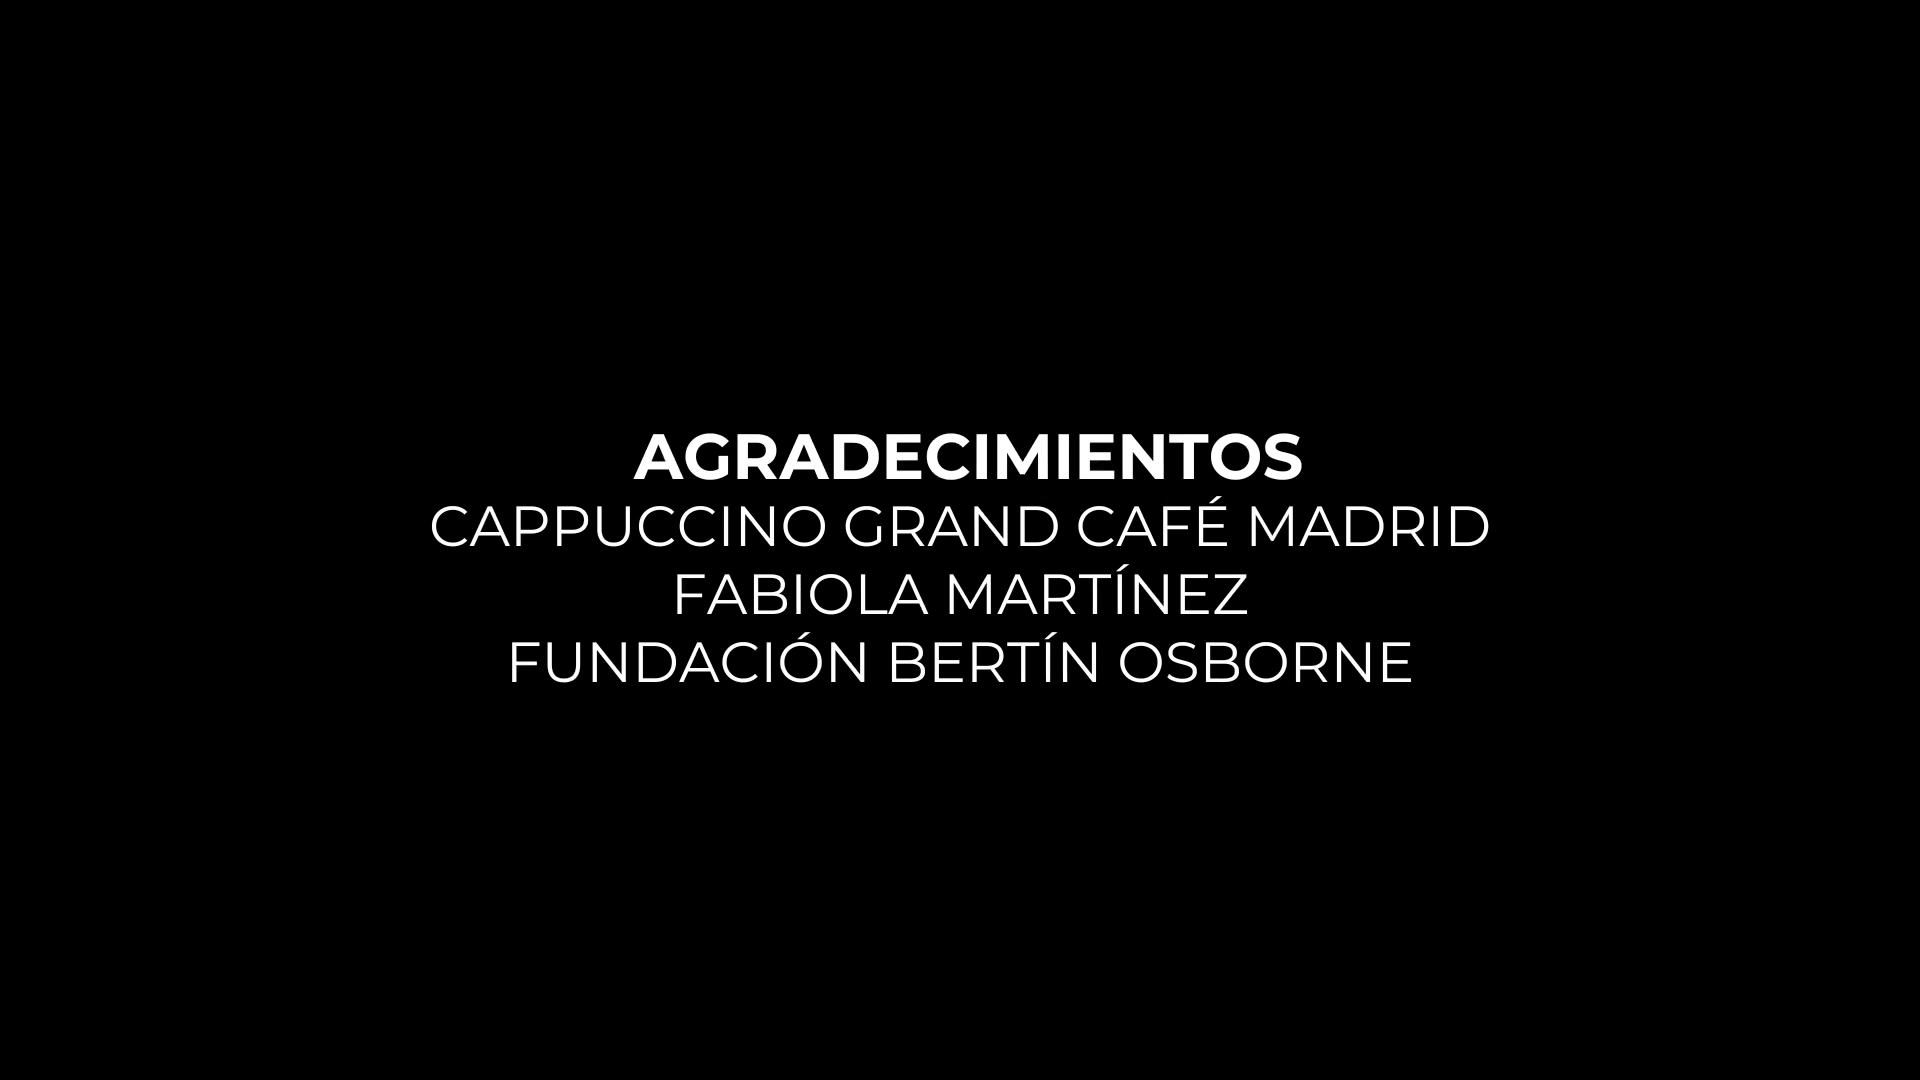 AGRADECIMIENTOS
CAPPUCCINO GRAND CAFÉ MADRID
FABIOLA MARTÍNEZ
FUNDACIÓN BERTÍN OSBORNE